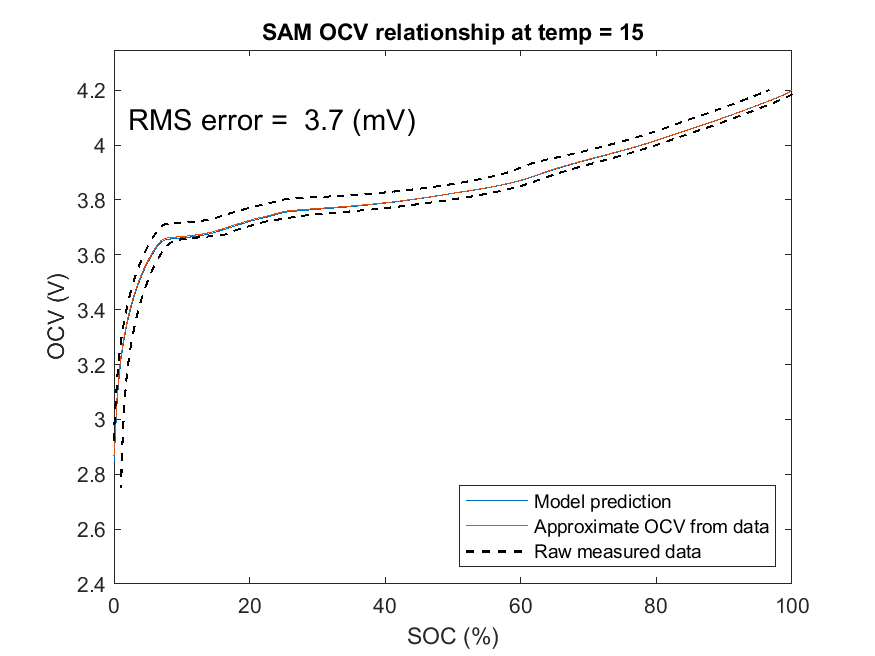 SAM OCV relationship at temp = 15
RMS error = 3.7 (mV)
OCV (V)
4.2
4
3.8
3.6
3.4
3.2
3
2.8
2.6
2.4
0
20
40
60
80
100
SOC (%)
Model prediction
Approximate OCV from data
Raw measured data